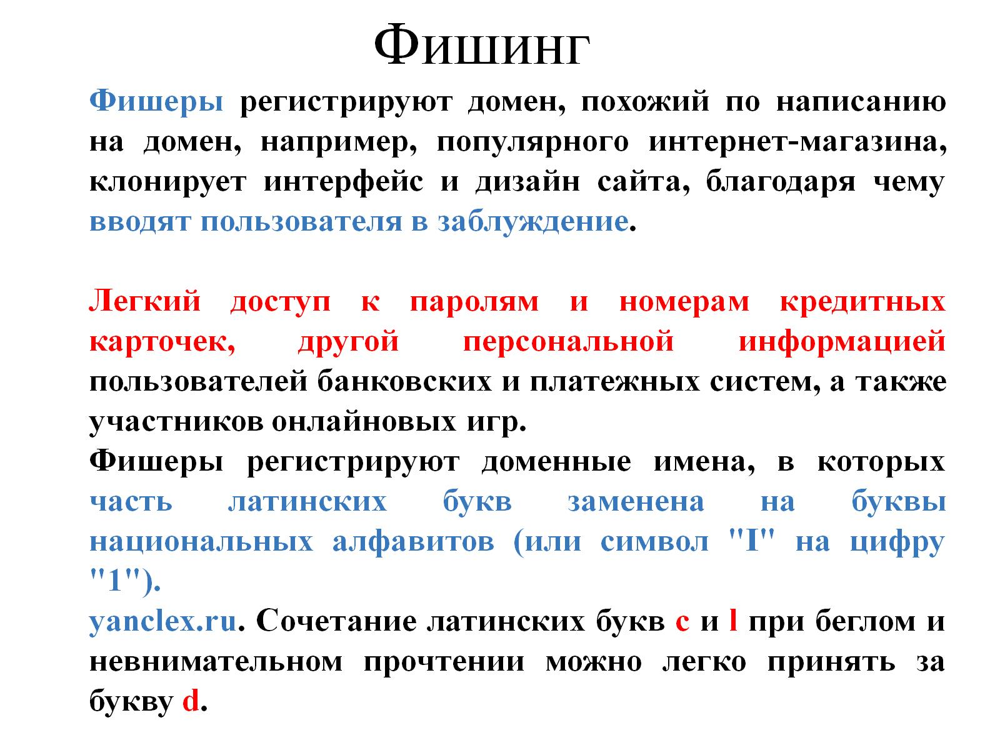 Фишинг
Фишеры регистрируют домен, похожий по написанию
на домен, например, популярного интернет-магазина,
клонирует интерфейс и дизайн сайта, благодаря чему
вводят пользователя в заблуждение.
Легкий доступ к паролям и номерам кредитных
карточек, другой персональной информацией
пользователей банковских и платежных систем, а также
участников онлайновых игр.
Фишеры регистрируют доменные имена, в которых
часть латинских букв заменена на буквы
национальных алфавитов (или символ "I" на цифру
"1").
yanclex.ru. Сочетание латинских букв c и l при беглом и
невнимательном прочтении можно легко принять за
букву d.